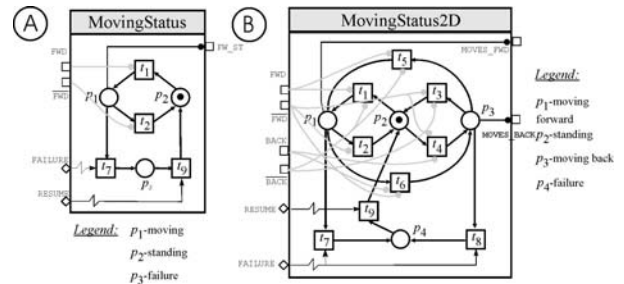 A
MovingStatus
FWD
FWD
FW_ST
t1
p1
p2
t2
FAILURE
t7
p3
t9
RESUME
Legend: p1-moving
p2-standing
p3-failure
B
MovingStatus2D
MOVES_FWD
FWD
FWD
BACK
BACK
t5
t1
t3
p1
p2
p3
t2
t4
MOVES_BACK
t6
RESUME
t9
t7
p4
t8
FAILURE
Legend:
p1-moving
forward
p2-standing
p3-moving back
p4-failure